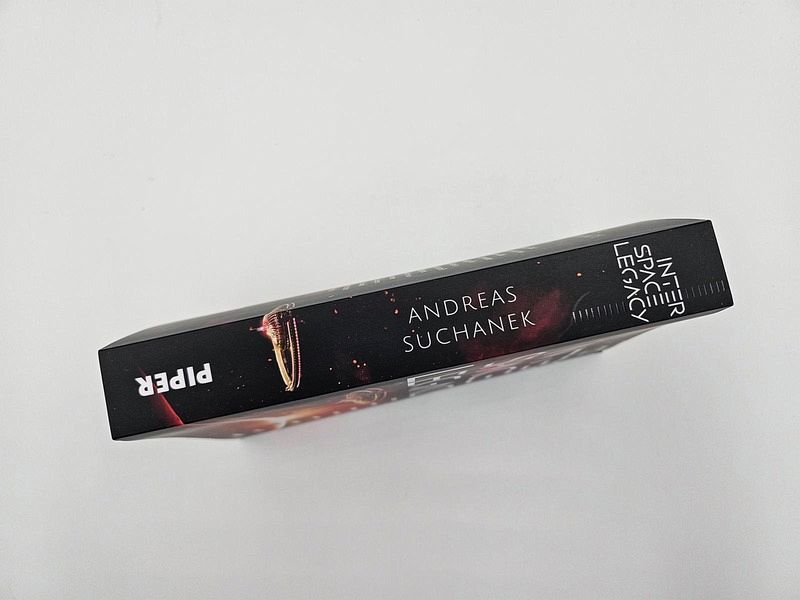 ANDREAS
SUCHANEK
INTER
SPACE
LEGACY
PIPER